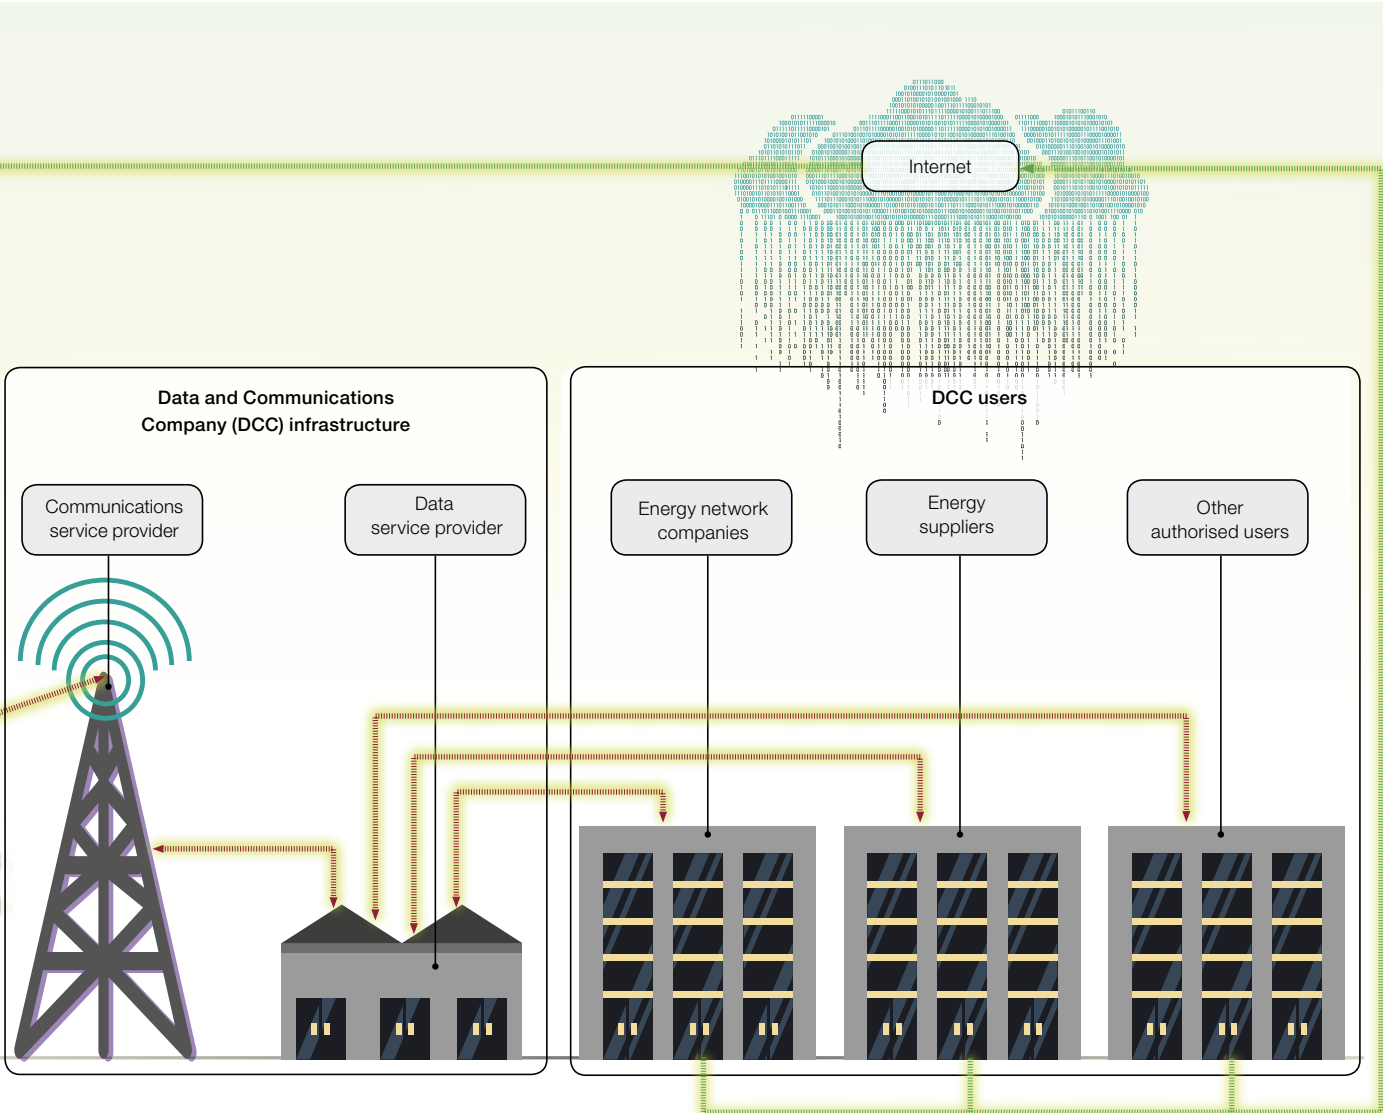 Internet
Data and Communications
Company (DCC) infrastructure
DCC users
Communications
service provider
Data
service provider
Energy network
companies
Energy
suppliers
Other
authorised users